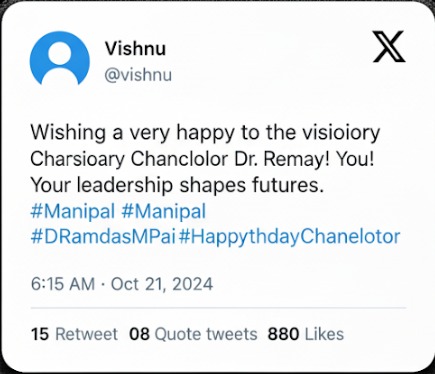 Vishnu
@vishnu
Wishing a very happy to the visioiory
Charsioary Chanclolor Dr. Remay! You!
Your leadership shapes futures.
#Manipal #Manipal
#DRamdasMPai #HappythdayChanelotor
6:15 AM · Oct 21, 2024
15 Retweet 08 Quote tweets 880 Likes